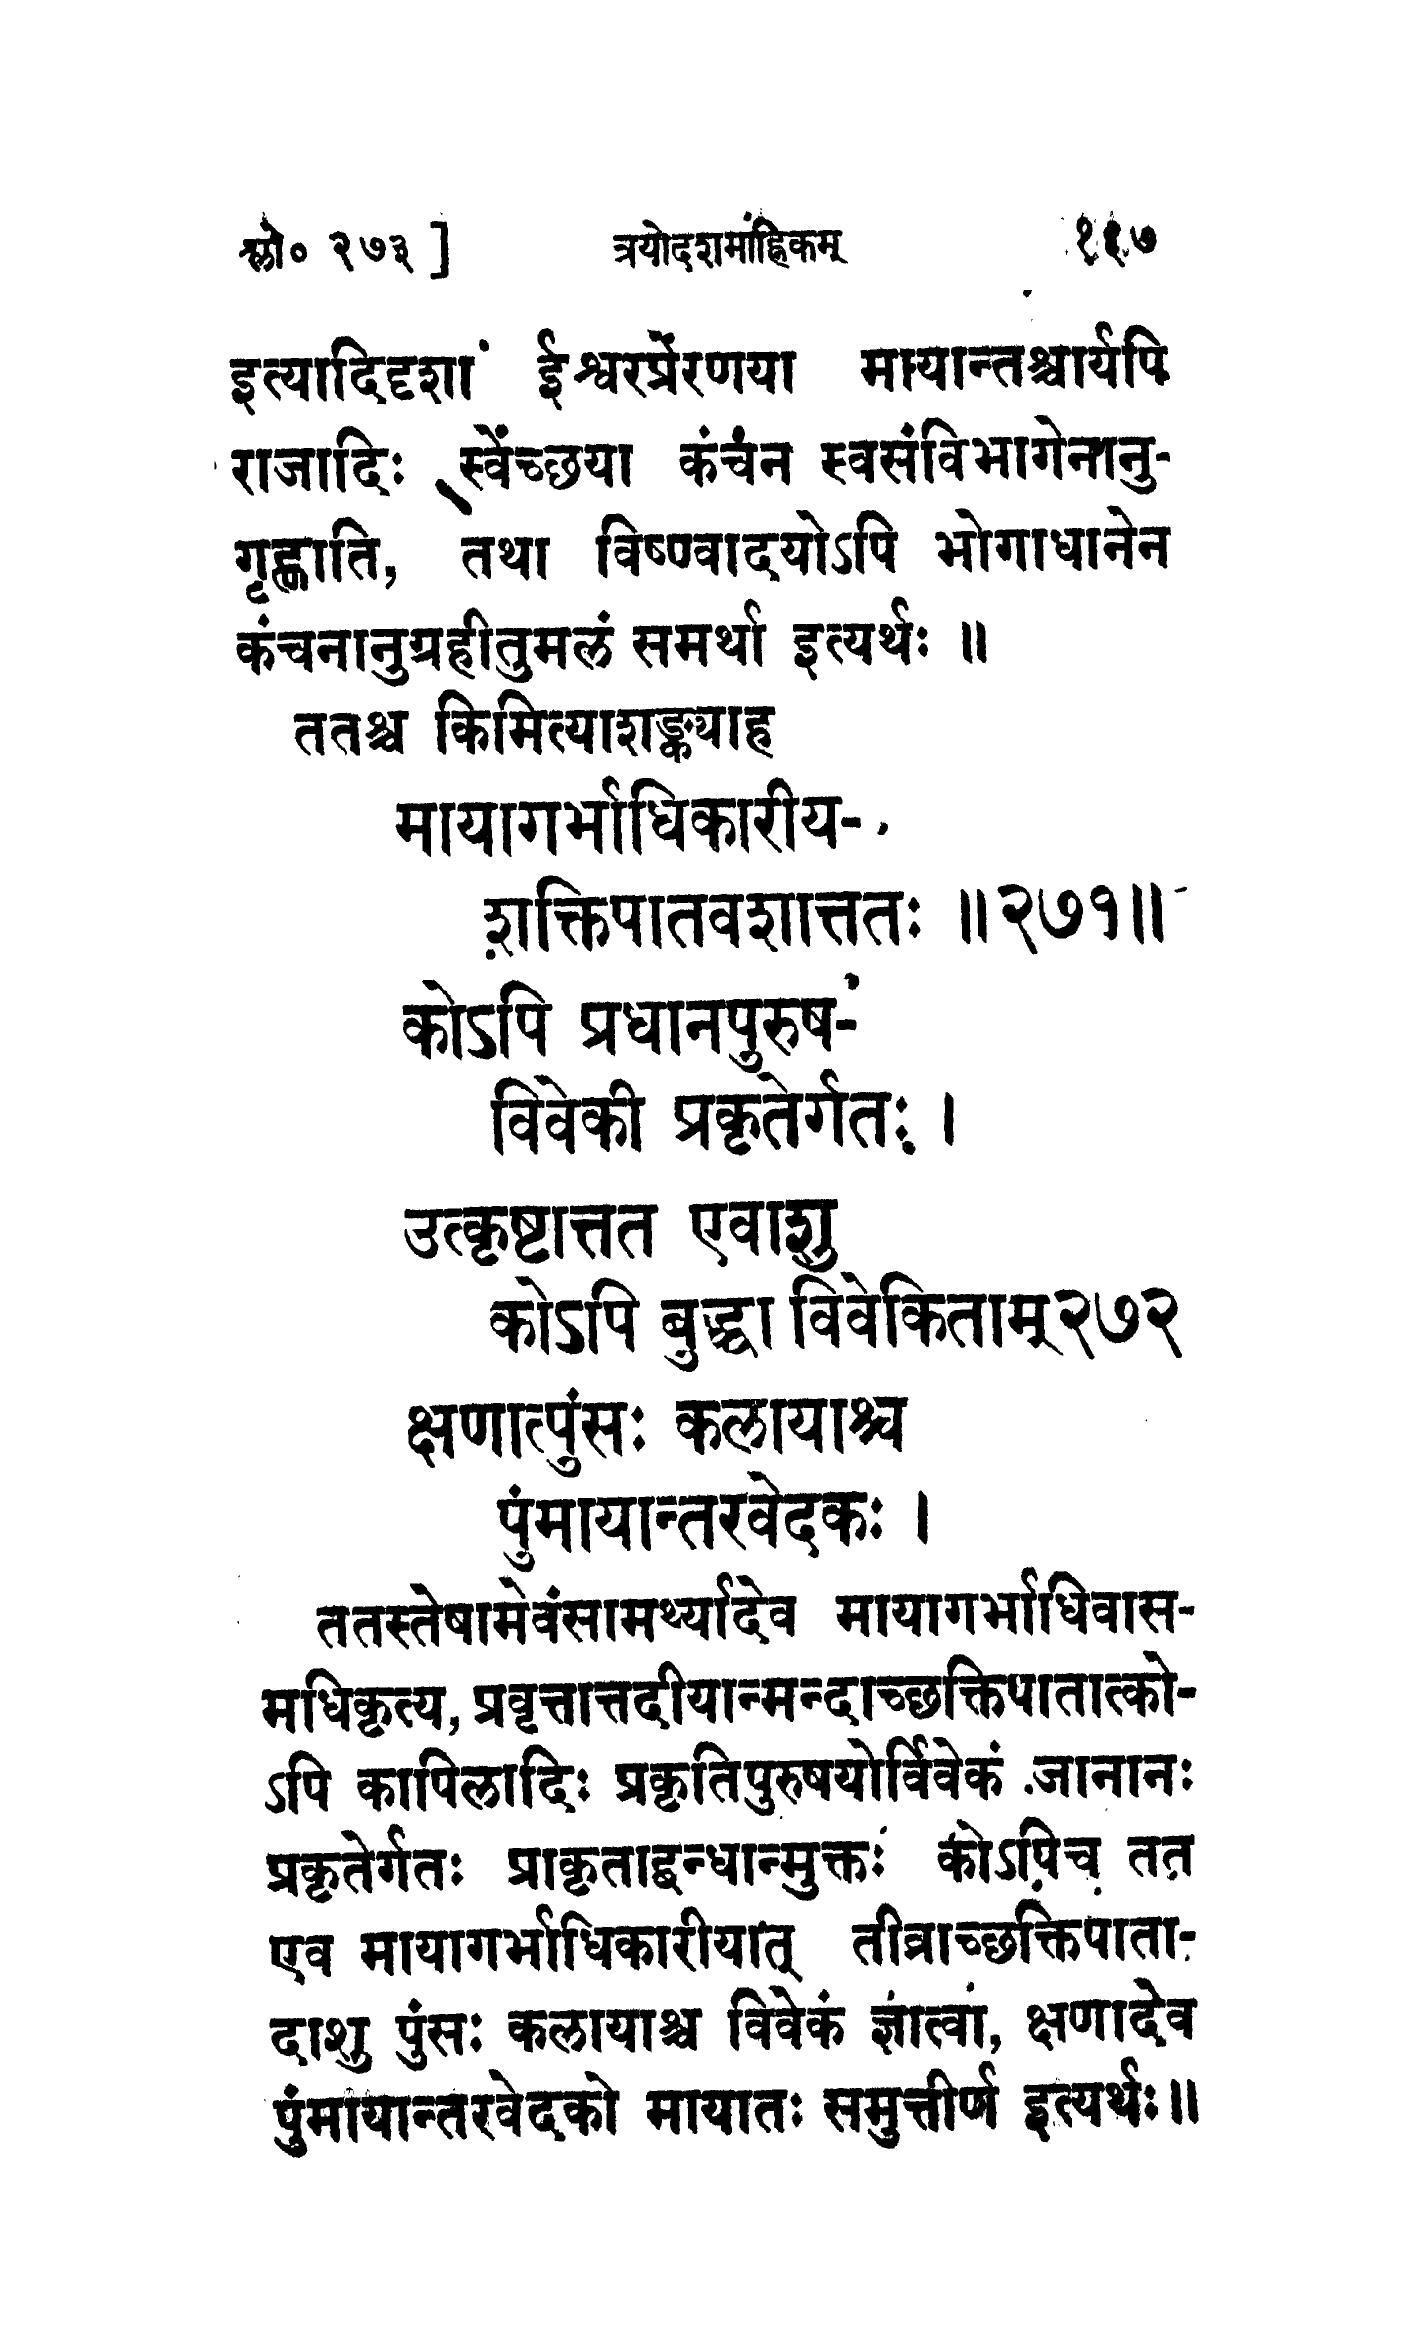 श्लो० २७३ ] त्रयोदशमाह्निकम् ११७
इत्यादिदृशा ईश्वरप्रेरणया मायान्तश्चार्यपि
राजादिः स्वेच्छया कंचन स्वसंविभागेनानु-
गृह्णाति, तथा विष्ण्वादयोऽपि भोगाधानेन
कंचनानुग्रहीतुमलं समर्था इत्यर्थः ॥
ततश्च किमित्याशङ्क्याह
मायागर्भाधिकारीय-
शक्तिपातवशात्ततः ॥२७१॥
कोऽपि प्रधानपुरुष-
विवेकी प्रकृतेर्गतः ।
उत्कृष्टात्तत एवाशु
कोऽपि बुद्धा विवेकिताम्२७२
क्षणात्पुंसः कलायाश्च
पुंमायान्तरवेदकः ।
ततस्तेषामेवंसामर्थ्यादेव मायागर्भाधिवास-
मधिकृत्य, प्रवृत्तात्तदीयान्मन्दाच्छक्तिपातात्को-
ऽपि कापिलादिः प्रकृतिपुरुषयोर्विवेकं जानानः
प्रकृतेर्गतः प्राकृताद्बन्धान्मुक्तः कोऽपिच तत
एव मायागर्भाधिकारीयात् तीव्राच्छक्तिपाता-
दाशु पुंसः कलायाश्च विवेकं ज्ञात्वा, क्षणादेव
पुंमायान्तरवेदको मायातः समुत्तीर्ण इत्यर्थः॥